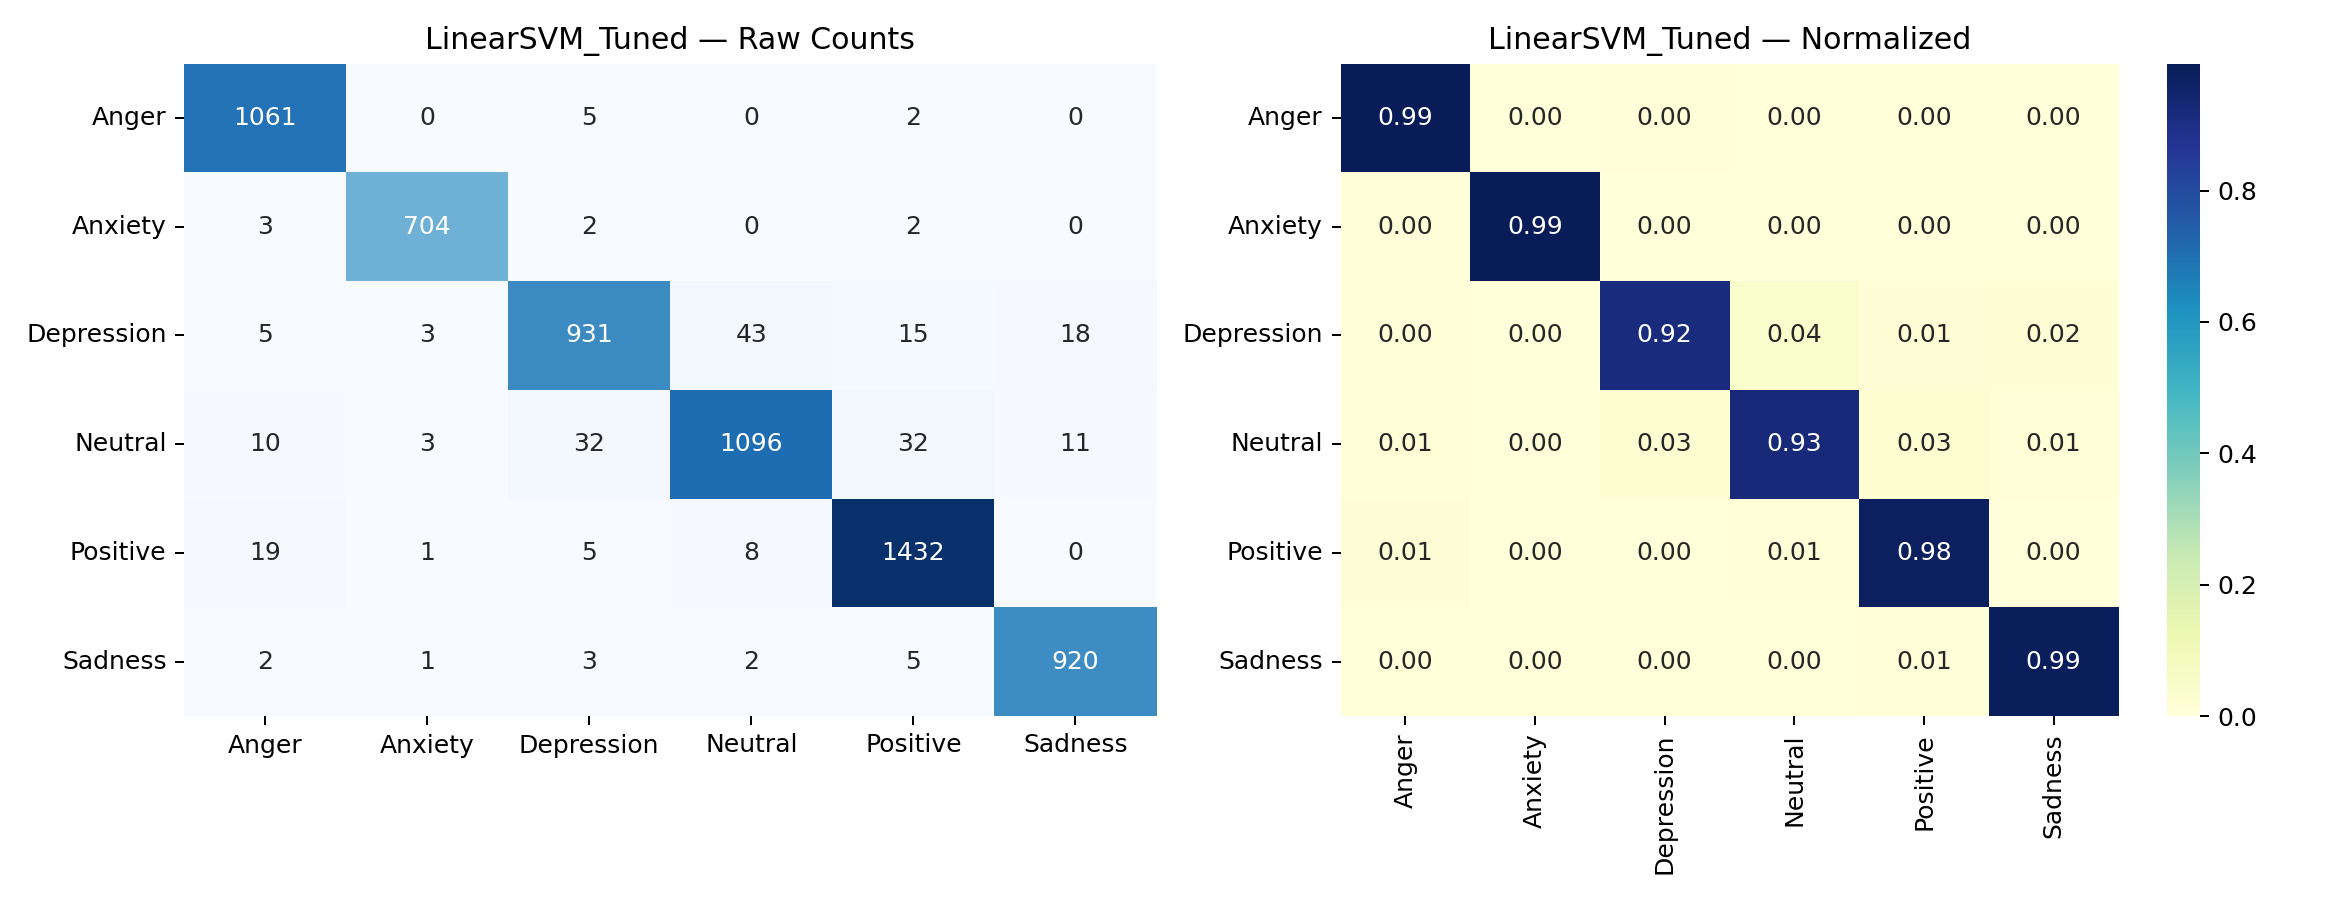 LinearSVM_Tuned — Raw Counts
Anger 1061 0 5 0 2 0
Anxiety 3 704 2 0 2 0
Depression 5 3 931 43 15 18
Neutral 10 3 32 1096 32 11
Positive 19 1 5 8 1432 0
Sadness 2 1 3 2 5 920
Anger Anxiety Depression Neutral Positive Sadness
LinearSVM_Tuned — Normalized
Anger 0.99 0.00 0.00 0.00 0.00 0.00
Anxiety 0.00 0.99 0.00 0.00 0.00 0.00
Depression 0.00 0.00 0.92 0.04 0.01 0.02
Neutral 0.01 0.00 0.03 0.93 0.03 0.01
Positive 0.01 0.00 0.00 0.01 0.98 0.00
Sadness 0.00 0.00 0.00 0.00 0.01 0.99
Anger Anxiety Depression Neutral Positive Sadness
0.8
0.6
0.4
0.2
0.0